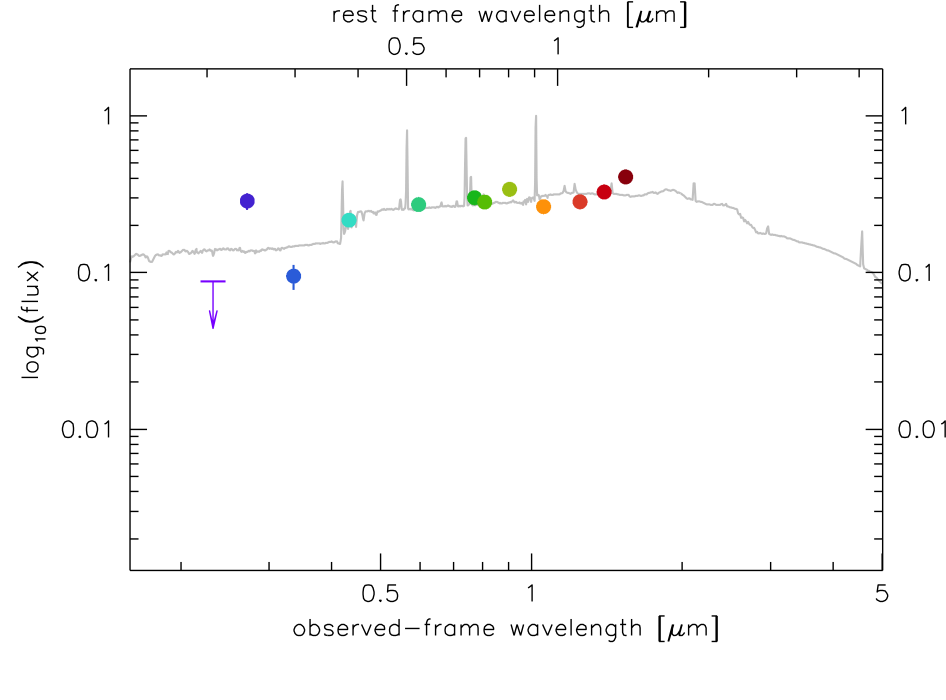 rest frame wavelength [μm]
0.5 1
1 1
0.1 0.1
0.01 0.01
log10(flux)
0.5 1 5
observed-frame wavelength [μm]